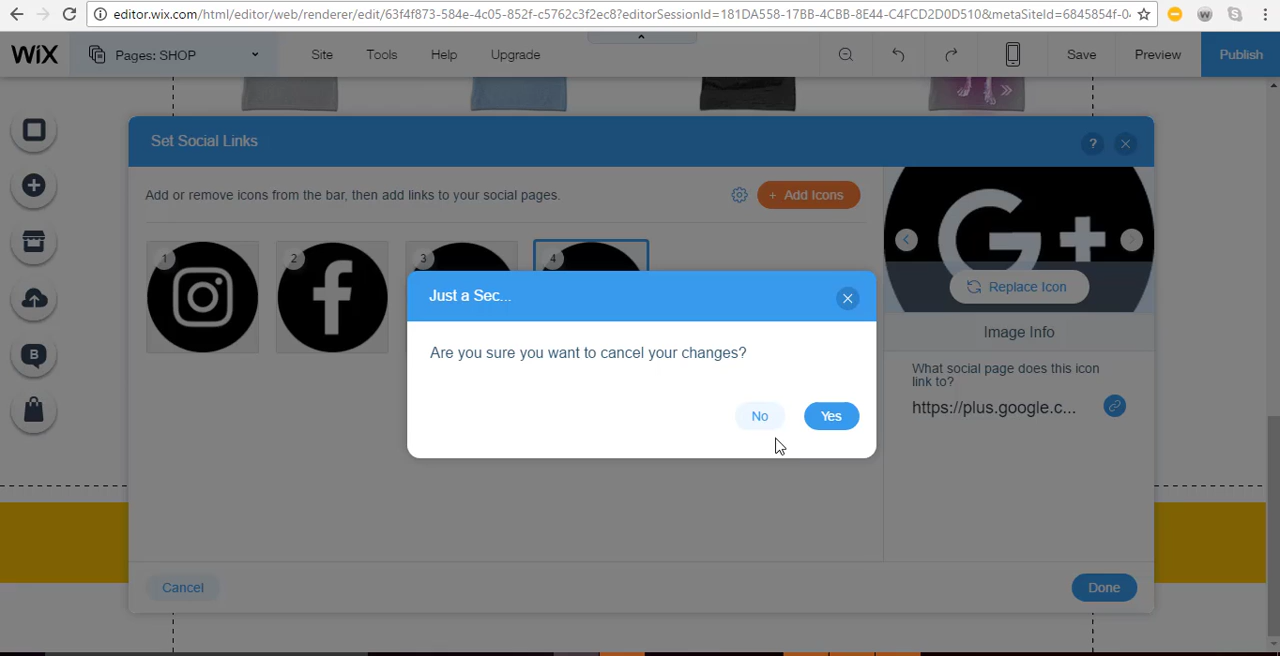 editor.wix.com/html/editor/web/renderer/edit/63f4f873-584e-4c05-852f-c5762c3f2ec8?editorSessionId=181DA558-17BB-4CBB-8E44-C4FCD2D0D510&metaSiteId=6845854f-04
WiX Pages: SHOP Site Tools Help Upgrade Save Preview Publish
Set Social Links ?
Add or remove icons from the bar, then add links to your social pages. + Add Icons
1 2 3 4
G+
Replace Icon
Just a Sec...
Image Info
Are you sure you want to cancel your changes?
What social page does this icon
link to?
https://plus.google.c...
No Yes
Cancel Done